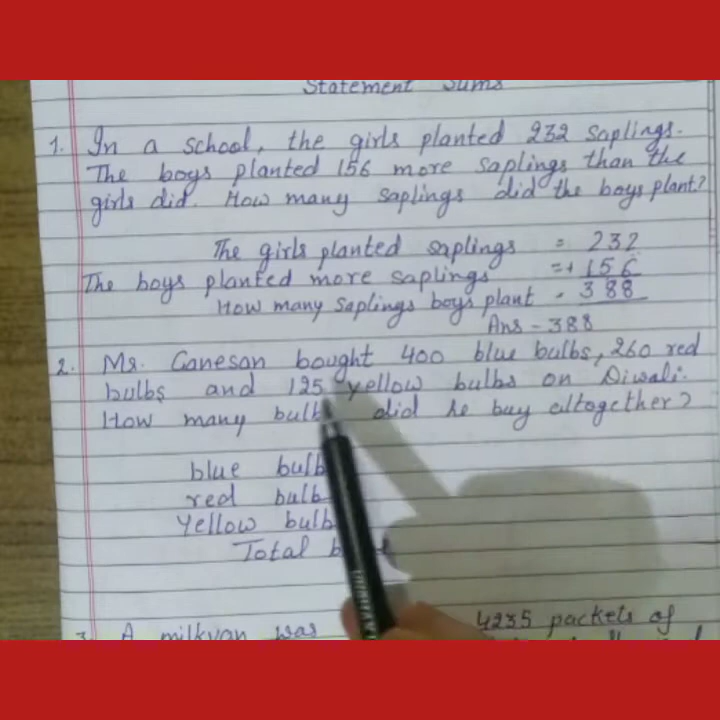 Statement Sums
1. In a school, the girls planted 232 saplings.
The boys planted 156 more saplings than the
girls did. How many saplings did the boys plant?
The girls planted saplings = 232
The boys planted more saplings =+ 156
How many saplings boys plant = 388
Ans - 388
2. Mr. Ganesan bought 400 blue bulbs, 260 red
bulbs and 125 yellow bulbs on Diwali.
How many bulb did he buy altogether?
blue bulb
red bulb
Yellow bulb
Total b
3. A milkvan was 4235 packets of